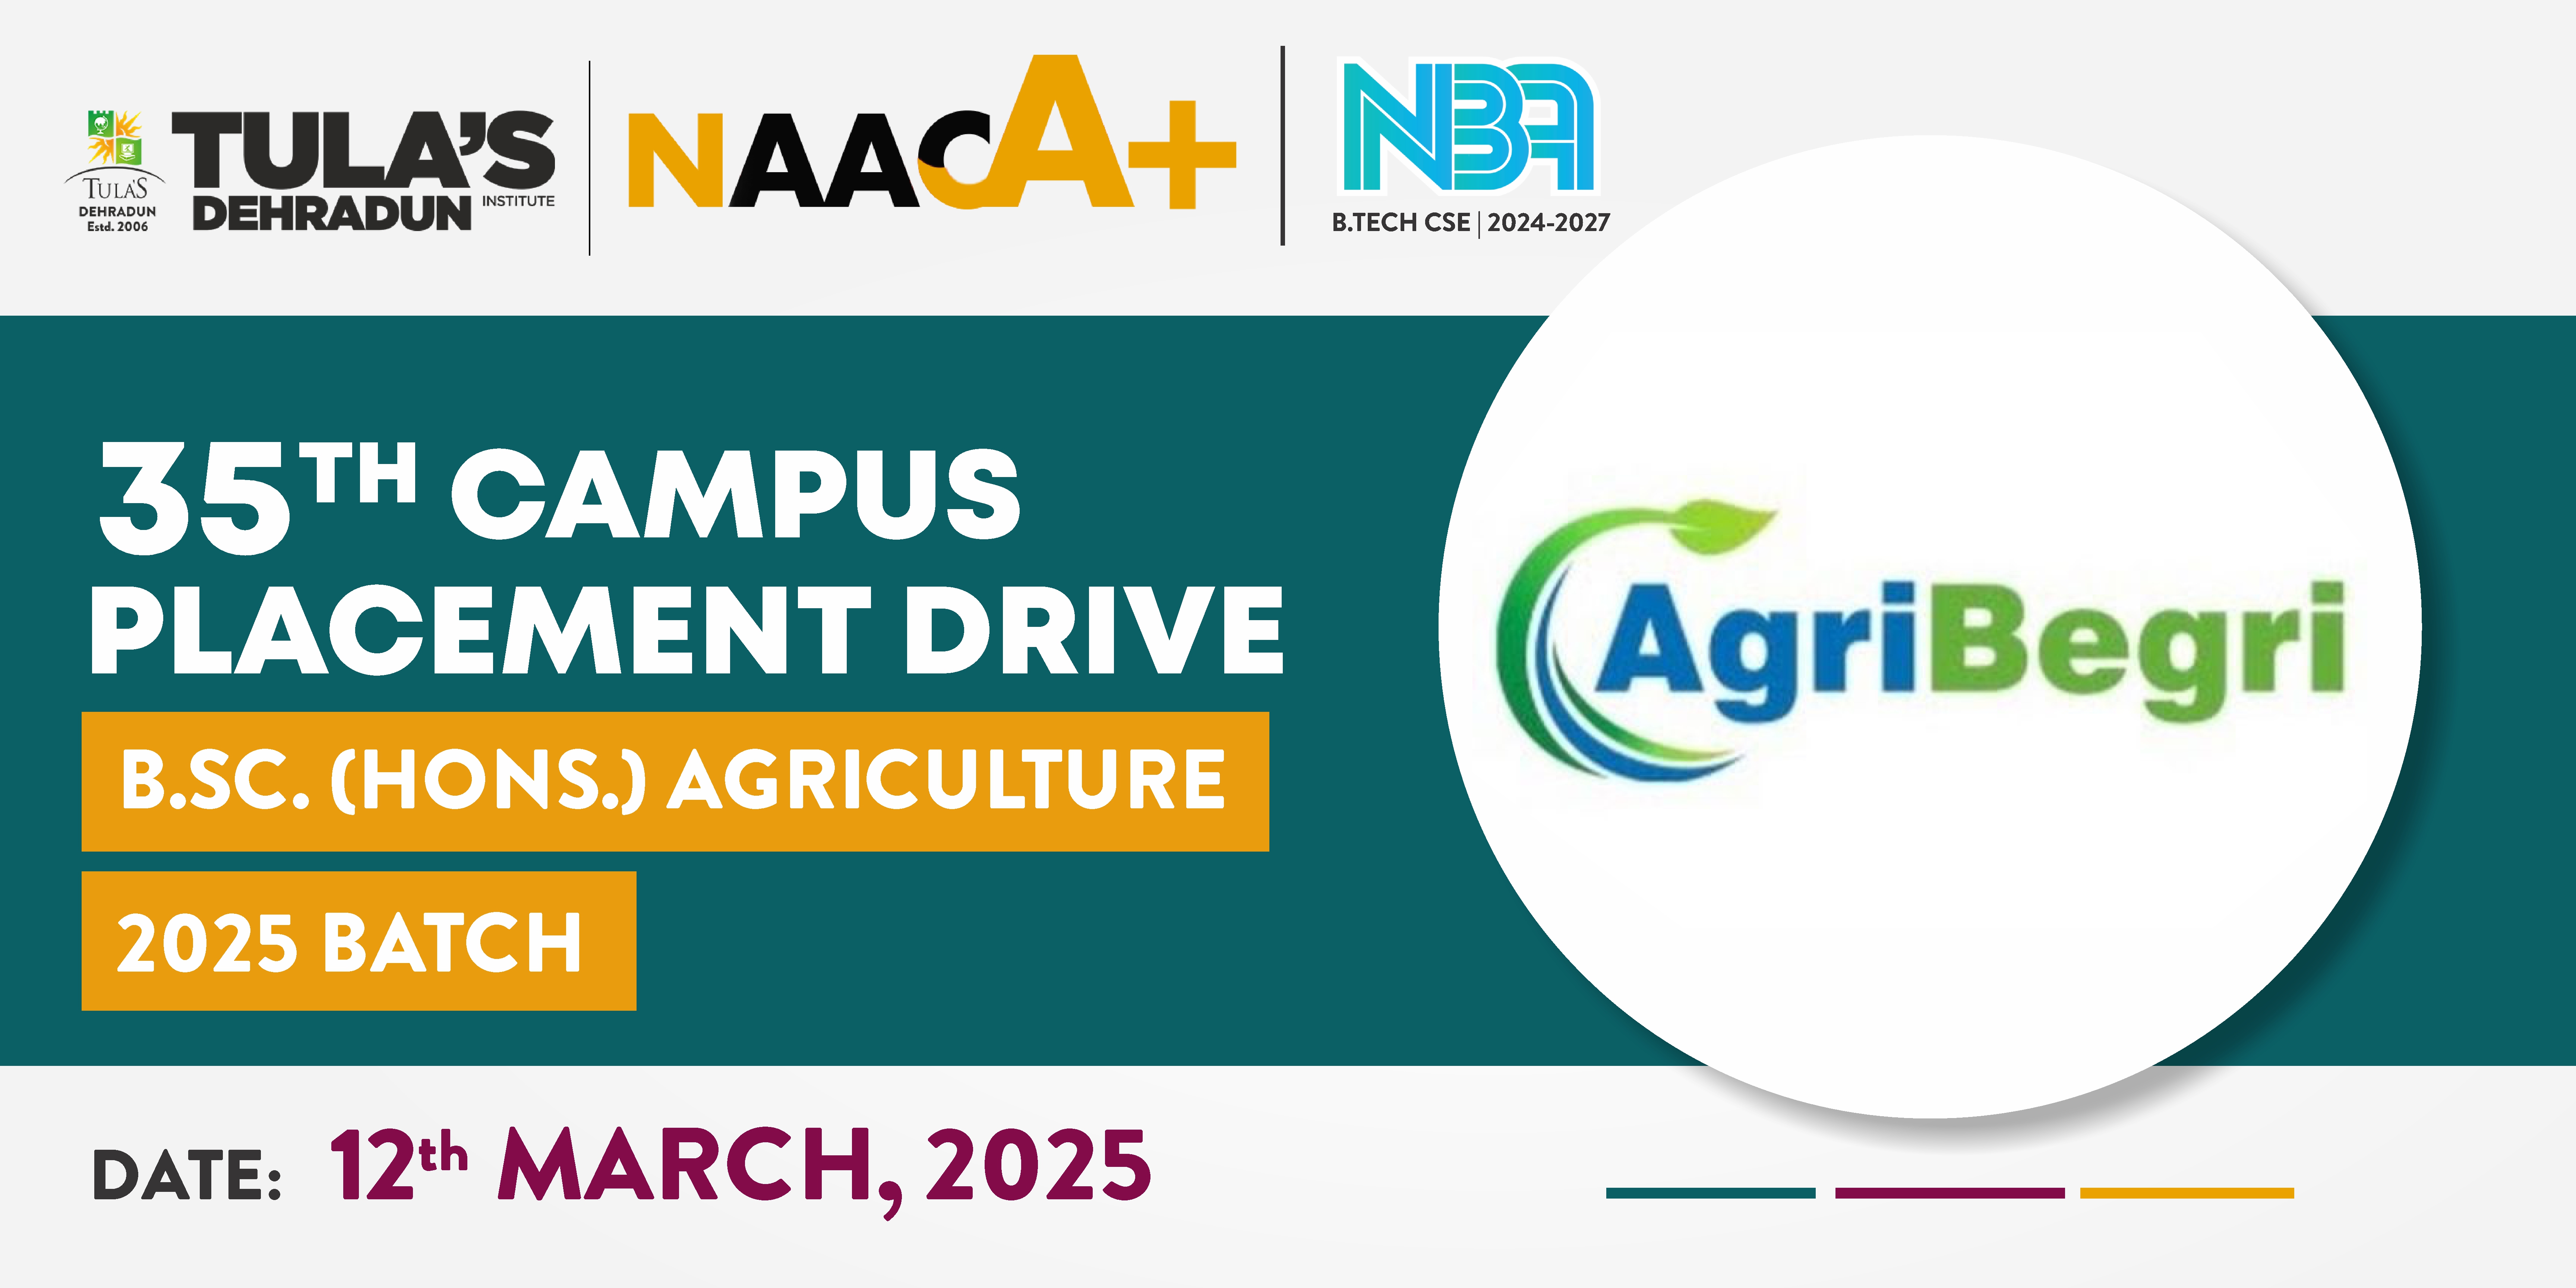 TULA'S
DEHRADUN
Estd. 2006
TULA'S
DEHRADUN INSTITUTE
NAAC A+
NBA
B.TECH CSE | 2024-2027
35TH CAMPUS
PLACEMENT DRIVE
B.SC. (HONS.) AGRICULTURE
2025 BATCH
AgriBegri
DATE: 12th MARCH, 2025